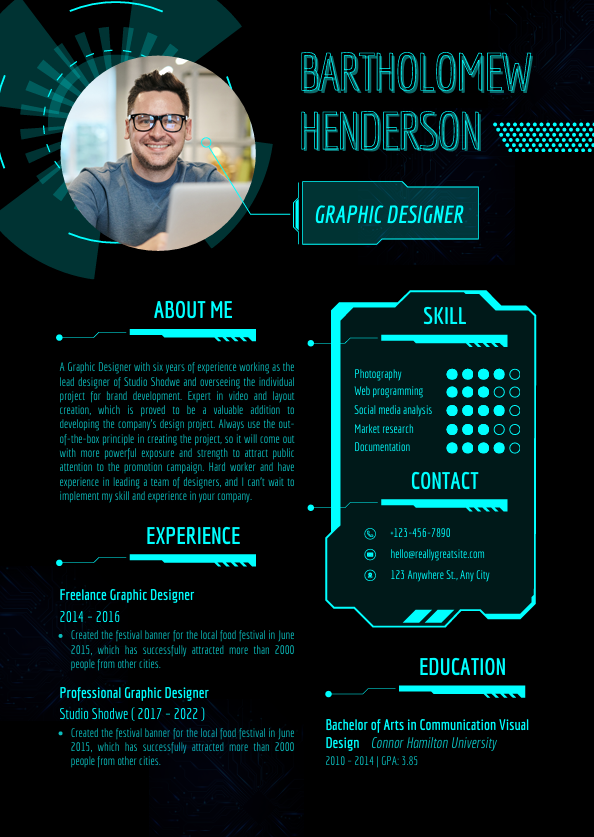 BARTHOLOMEW
HENDERSON
GRAPHIC DESIGNER
ABOUT ME
A Graphic Designer with six years of experience working as the
lead designer of Studio Shodwe and overseeing the individual
project for brand development. Expert in video and layout
creation, which is proved to be a valuable addition to
developing the company's design project. Always use the out-
of-the-box principle in creating the project, so it will come out
with more powerful exposure and strength to attract public
attention to the promotion campaign. Hard worker and have
experience in leading a team of designers, and I can't wait to
implement my skill and experience in your company.
EXPERIENCE
Freelance Graphic Designer
2014 – 2016
• Created the festival banner for the local food festival in June
2015, which has successfully attracted more than 2000
people from other cities.
Professional Graphic Designer
Studio Shodwe ( 2017 – 2022 )
• Created the festival banner for the local food festival in June
2015, which has successfully attracted more than 2000
people from other cities.
SKILL
Photography
Web programming
Social media analysis
Market research
Documentation
CONTACT
+123-456-7890
hello@reallygreatsite.com
123 Anywhere St., Any City
EDUCATION
Bachelor of Arts in Communication Visual
Design Connor Hamilton University
2010 – 2014 | GPA: 3.85